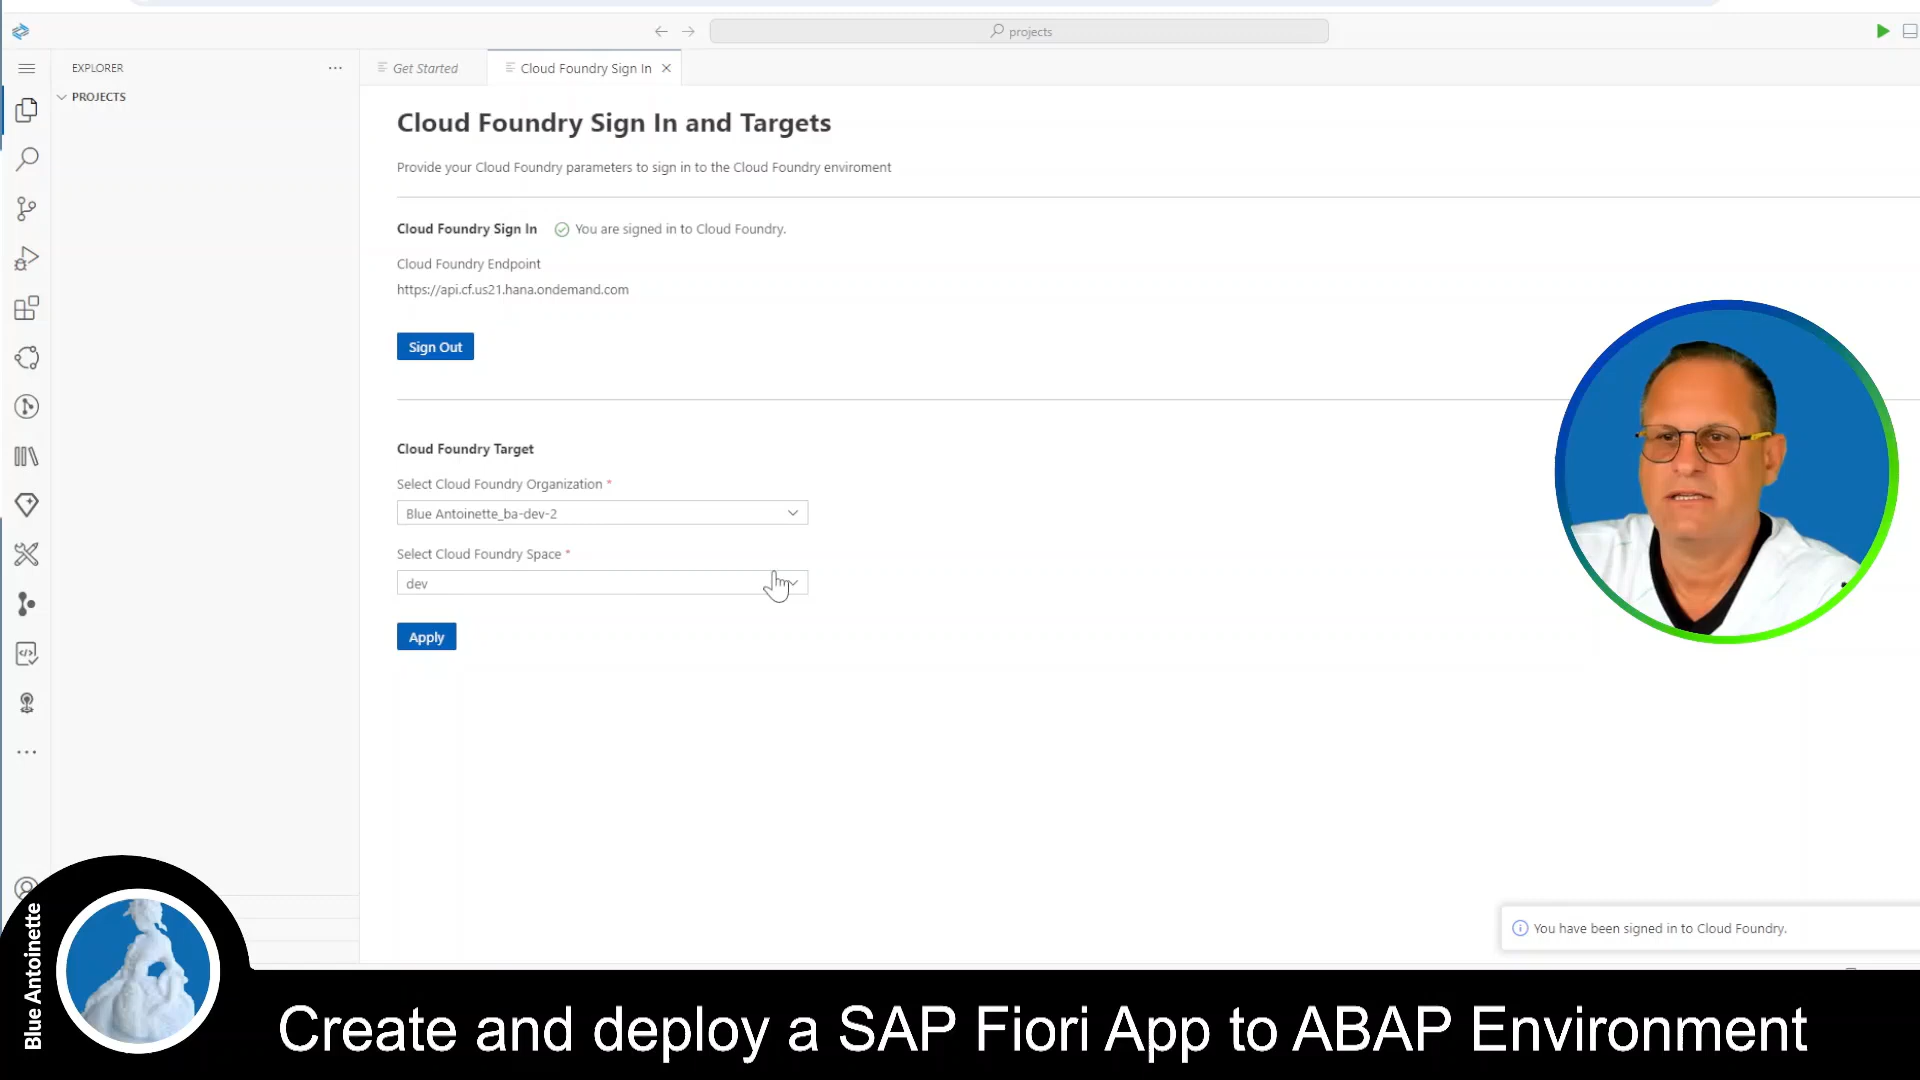 projects
EXPLORER
PROJECTS
Get Started
Cloud Foundry Sign In
Cloud Foundry Sign In and Targets
Provide your Cloud Foundry parameters to sign in to the Cloud Foundry enviroment
Cloud Foundry Sign In
You are signed in to Cloud Foundry.
Cloud Foundry Endpoint
https://api.cf.us21.hana.ondemand.com
Sign Out
Cloud Foundry Target
Select Cloud Foundry Organization *
Blue Antoinette_ba-dev-2
Select Cloud Foundry Space *
dev
Apply
You have been signed in to Cloud Foundry.
Blue Antoinette
Create and deploy a SAP Fiori App to ABAP Environment